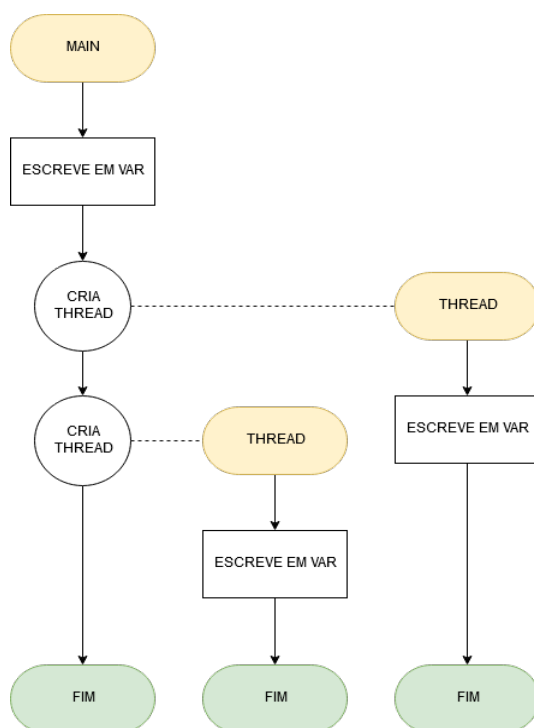 MAIN
ESCREVE EM VAR
CRIA
THREAD
THREAD
ESCREVE EM VAR
CRIA
THREAD
THREAD
ESCREVE EM VAR
FIM
FIM
FIM